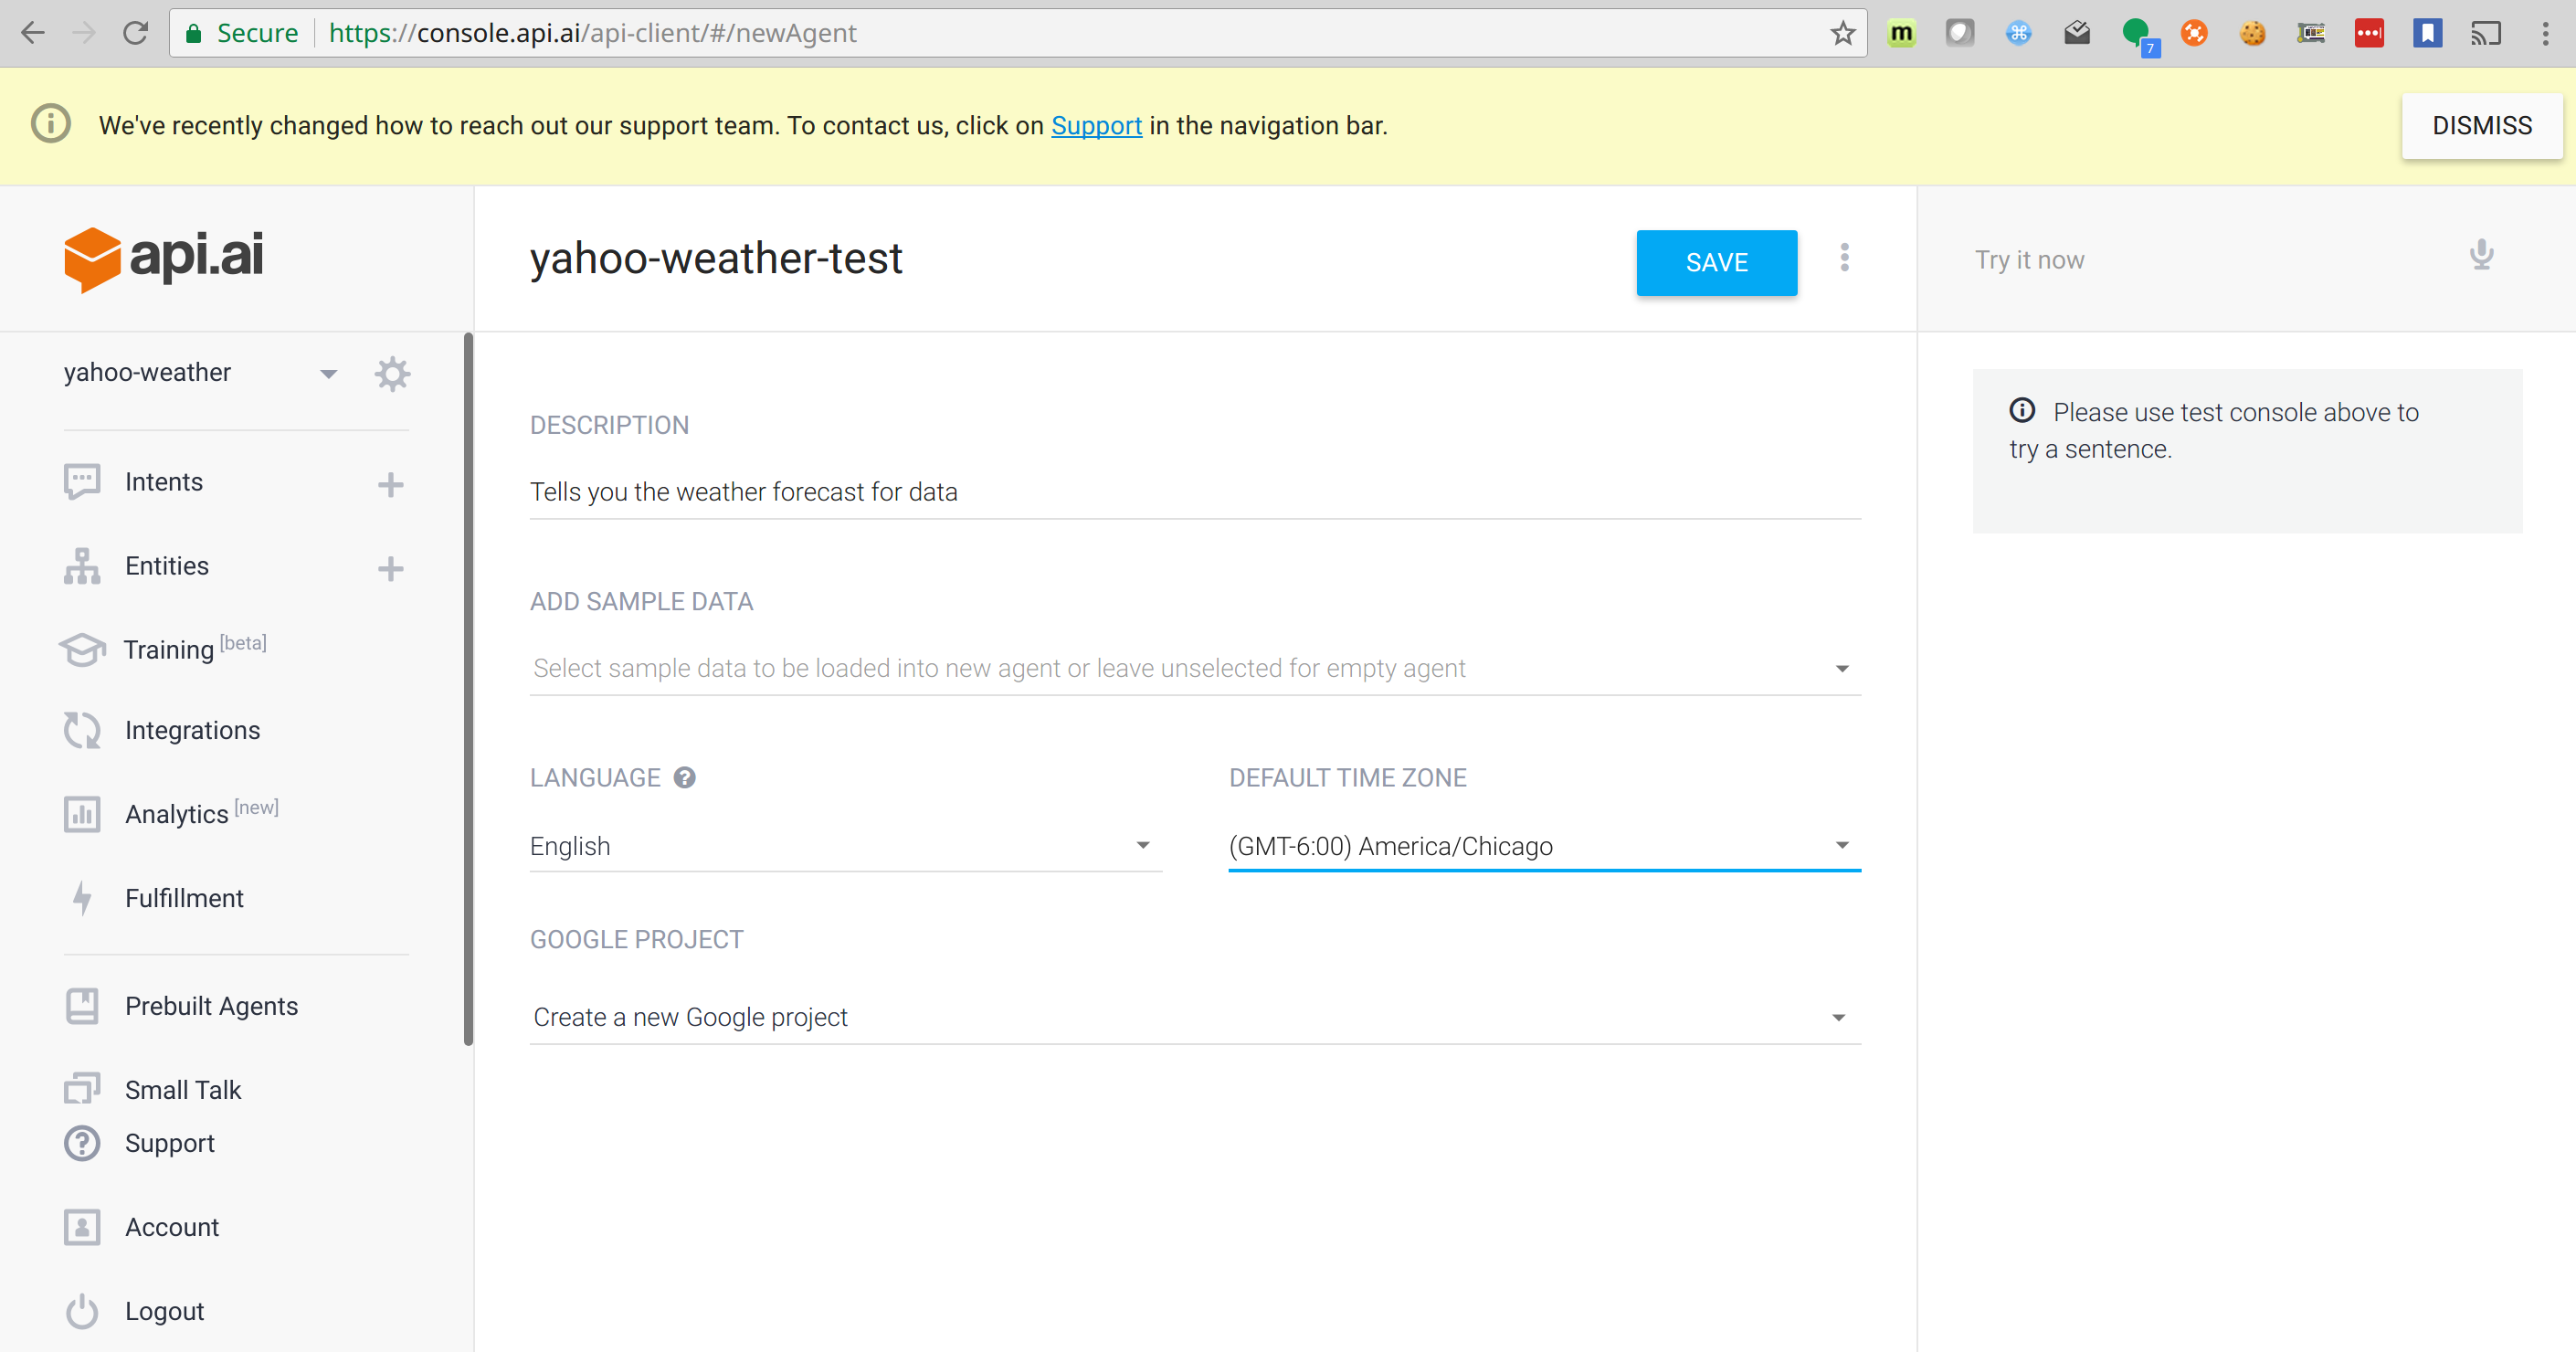 Secure https://console.api.ai/api-client/#/newAgent
m
7
We've recently changed how to reach out our support team. To contact us, click on Support in the navigation bar.
DISMISS
api.ai
yahoo-weather-test
SAVE
Try it now
yahoo-weather
Intents
Entities
Training [beta]
Integrations
Analytics [new]
Fulfillment
Prebuilt Agents
Small Talk
Support
Account
Logout
DESCRIPTION
Tells you the weather forecast for data
ADD SAMPLE DATA
Select sample data to be loaded into new agent or leave unselected for empty agent
LANGUAGE
English
DEFAULT TIME ZONE
(GMT-6:00) America/Chicago
GOOGLE PROJECT
Create a new Google project
Please use test console above to
try a sentence.